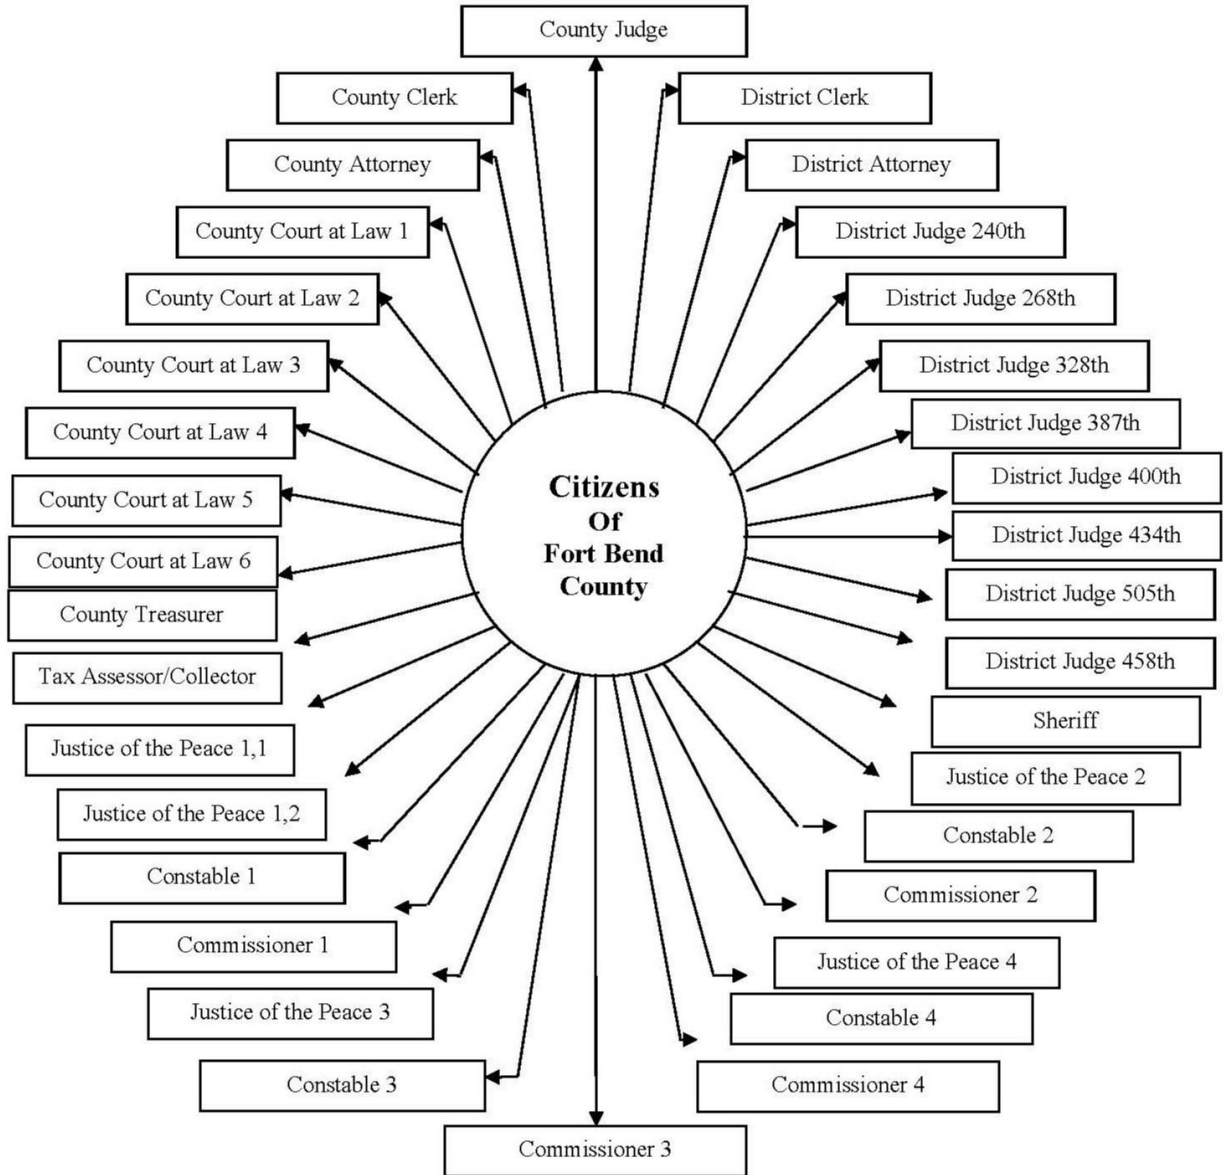 County Judge
County Clerk
District Clerk
County Attorney
District Attorney
County Court at Law 1
District Judge 240th
County Court at Law 2
District Judge 268th
County Court at Law 3
District Judge 328th
County Court at Law 4
District Judge 387th
County Court at Law 5
District Judge 400th
Citizens
Of
Fort Bend
County
County Court at Law 6
District Judge 434th
County Treasurer
District Judge 505th
Tax Assessor/Collector
District Judge 458th
Sheriff
Justice of the Peace 1,1
Justice of the Peace 2
Justice of the Peace 1,2
Constable 2
Constable 1
Commissioner 2
Commissioner 1
Justice of the Peace 4
Justice of the Peace 3
Constable 4
Constable 3
Commissioner 4
Commissioner 3